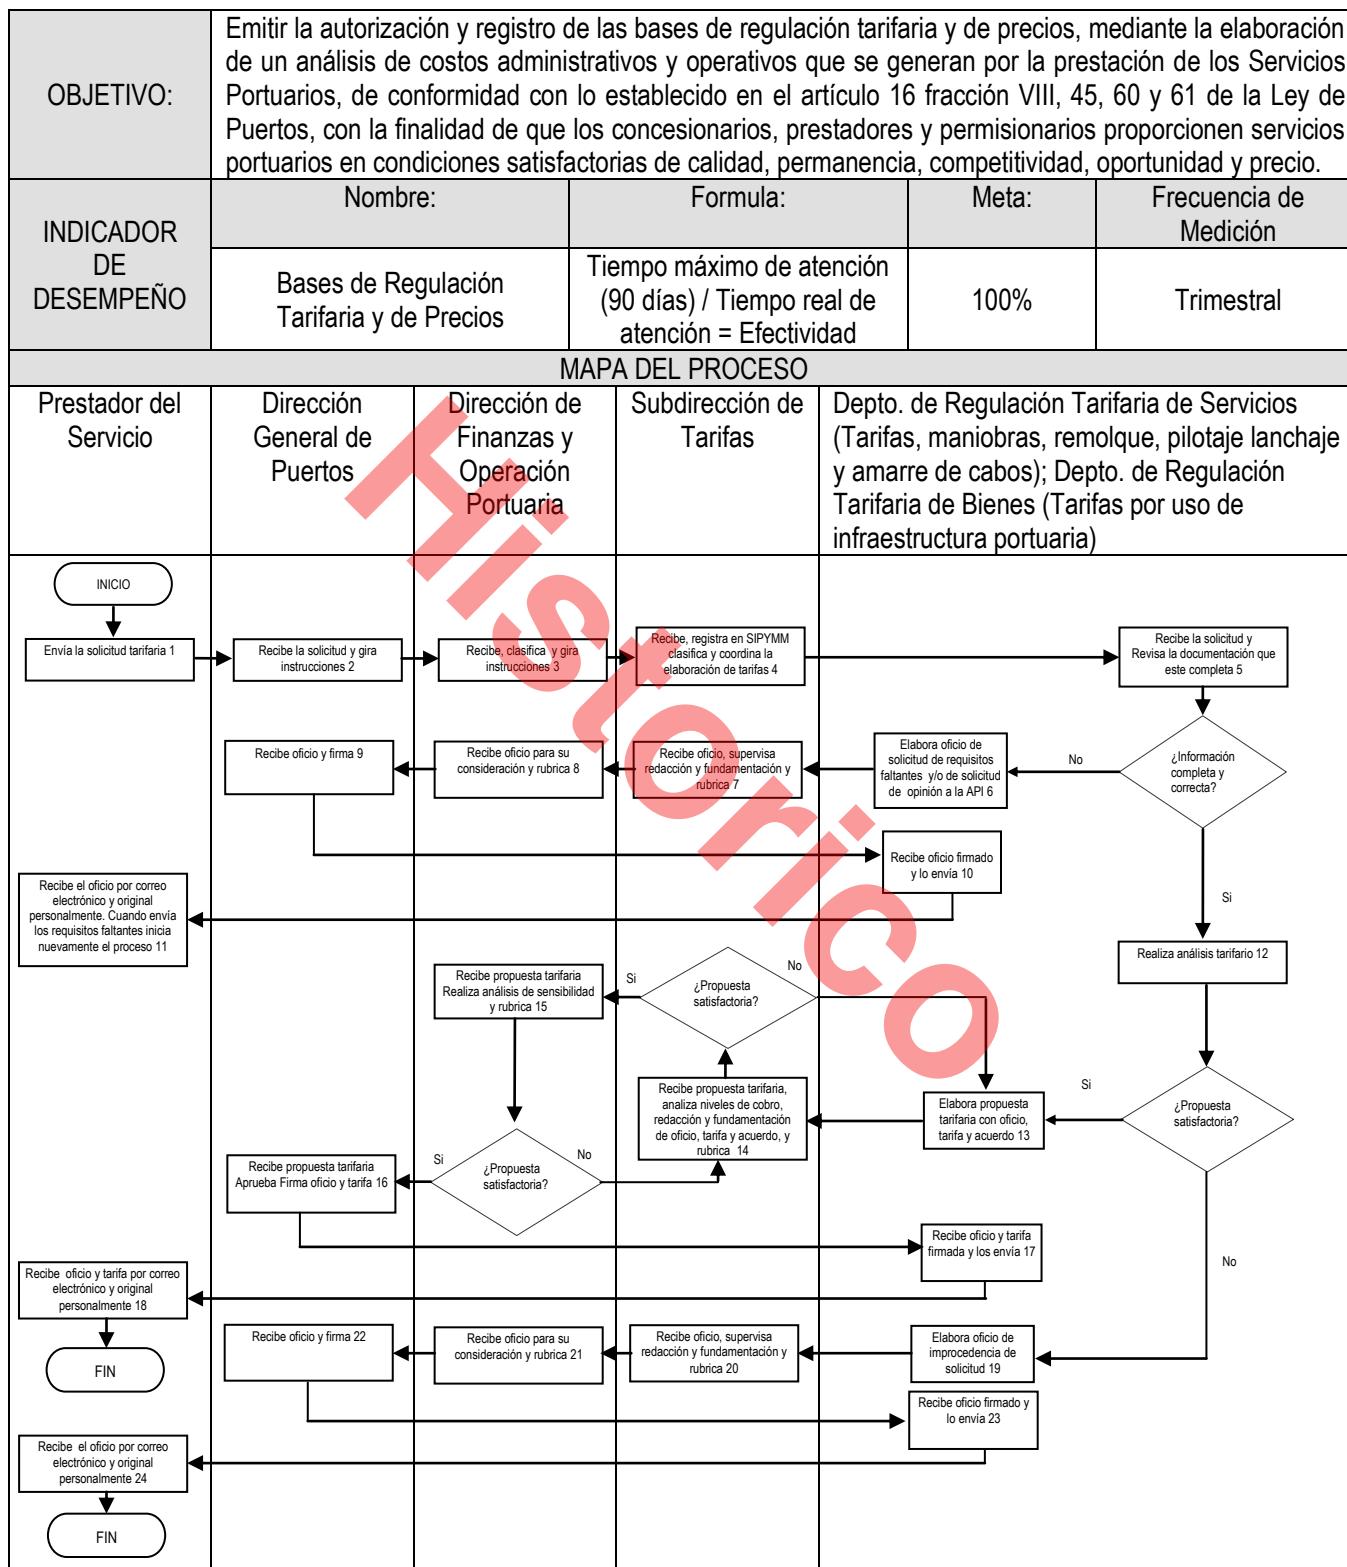 OBJETIVO:
Emitir la autorización y registro de las bases de regulación tarifaria y de precios, mediante la elaboración
de un análisis de costos administrativos y operativos que se generan por la prestación de los Servicios
Portuarios, de conformidad con lo establecido en el artículo 16 fracción VIII, 45, 60 y 61 de la Ley de
Puertos, con la finalidad de que los concesionarios, prestadores y permisionarios proporcionen servicios
portuarios en condiciones satisfactorias de calidad, permanencia, competitividad, oportunidad y precio.
INDICADOR
DE
DESEMPEÑO
Nombre:
Formula:
Meta:
Frecuencia de
Medición
Bases de Regulación
Tarifaria y de Precios
Tiempo máximo de atención
(90 días) / Tiempo real de
atención = Efectividad
100%
Trimestral
MAPA DEL PROCESO
Prestador del
Servicio
Dirección
General de
Puertos
Dirección de
Finanzas y
Operación
Portuaria
Subdirección de
Tarifas
Depto. de Regulación Tarifaria de Servicios
(Tarifas, maniobras, remolque, pilotaje lanchaje
y amarre de cabos); Depto. de Regulación
Tarifaria de Bienes (Tarifas por uso de
infraestructura portuaria)
Historico
INICIO
Envía la solicitud tarifaria 1
Recibe la solicitud y gira
instrucciones 2
Recibe, clasifica y gira
instrucciones 3
Recibe, registra en SIPYMM
clasifica y coordina la
elaboración de tarifas 4
Recibe la solicitud y
Revisa la documentación que
este completa 5
¿Información
completa y
correcta?
No
Elabora oficio de
solicitud de requisitos
faltantes y/o de solicitud
de opinión a la API 6
Recibe oficio, supervisa
redacción y fundamentación y
rubrica 7
Recibe oficio para su
consideración y rubrica 8
Recibe oficio y firma 9
Recibe oficio firmado
y lo envía 10
Recibe el oficio por correo
electrónico y original
personalmente. Cuando envía
los requisitos faltantes inicia
nuevamente el proceso 11
Si
Realiza análisis tarifario 12
¿Propuesta
satisfactoria?
Si
Elabora propuesta
tarifaria con oficio,
tarifa y acuerdo 13
Recibe propuesta tarifaria,
analiza niveles de cobro,
redacción y fundamentación
de oficio, tarifa y acuerdo, y
rubrica 14
¿Propuesta
satisfactoria?
No
Si
Recibe propuesta tarifaria
Realiza análisis de sensibilidad
y rubrica 15
¿Propuesta
satisfactoria?
No
Si
Recibe propuesta tarifaria
Aprueba Firma oficio y tarifa 16
Recibe oficio y tarifa
firmada y los envía 17
No
Recibe oficio y tarifa por correo
electrónico y original
personalmente 18
FIN
Elabora oficio de
improcedencia de
solicitud 19
Recibe oficio, supervisa
redacción y fundamentación y
rubrica 20
Recibe oficio para su
consideración y rubrica 21
Recibe oficio y firma 22
Recibe oficio firmado y
lo envía 23
Recibe el oficio por correo
electrónico y original
personalmente 24
FIN